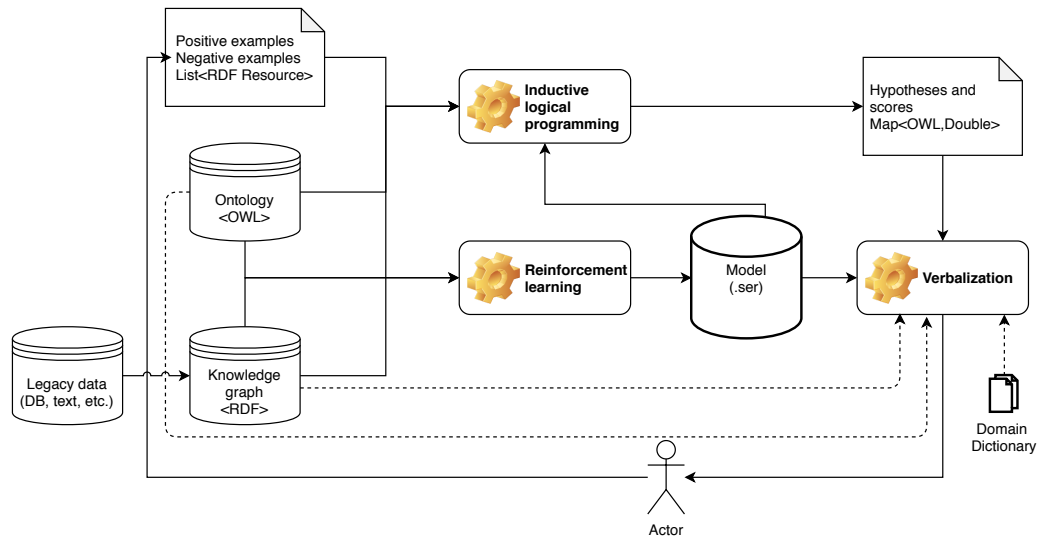 Positive examples
Negative examples
List<RDF Resource>
Inductive
logical
programming
Hypotheses and
scores
Map<OWL,Double>
Ontology
<OWL>
Reinforcement
learning
Model
(.ser)
Verbalization
Legacy data
(DB, text, etc.)
Knowledge
graph
<RDF>
Domain
Dictionary
Actor